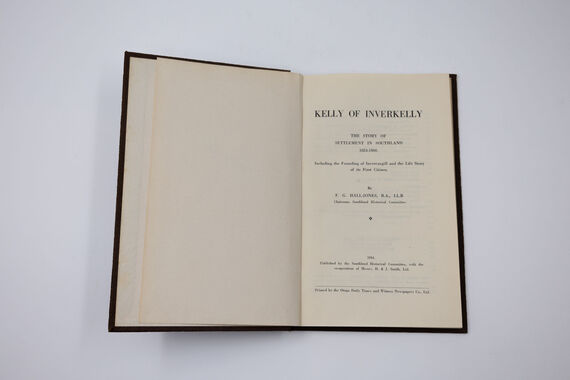 KELLY OF INVERKELLY
THE STORY OF
SETTLEMENT IN SOUTHLAND
1824-1860
Including the Founding of Invercargill and the Life Story
of its First Citizen.
By
F. G. HALL-JONES, B.A., LL.B
Chairman, Southland Historical Committee.
1944.
Published by the Southland Historical Committee, with the
co-operation of Messrs. H. & J. Smith, Ltd.
Printed by the Otago Daily Times and Witness Newspapers Co., Ltd.